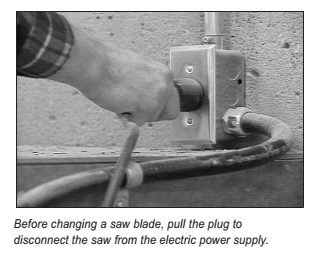 Before changing a saw blade, pull the plug to
disconnect the saw from the electric power supply.